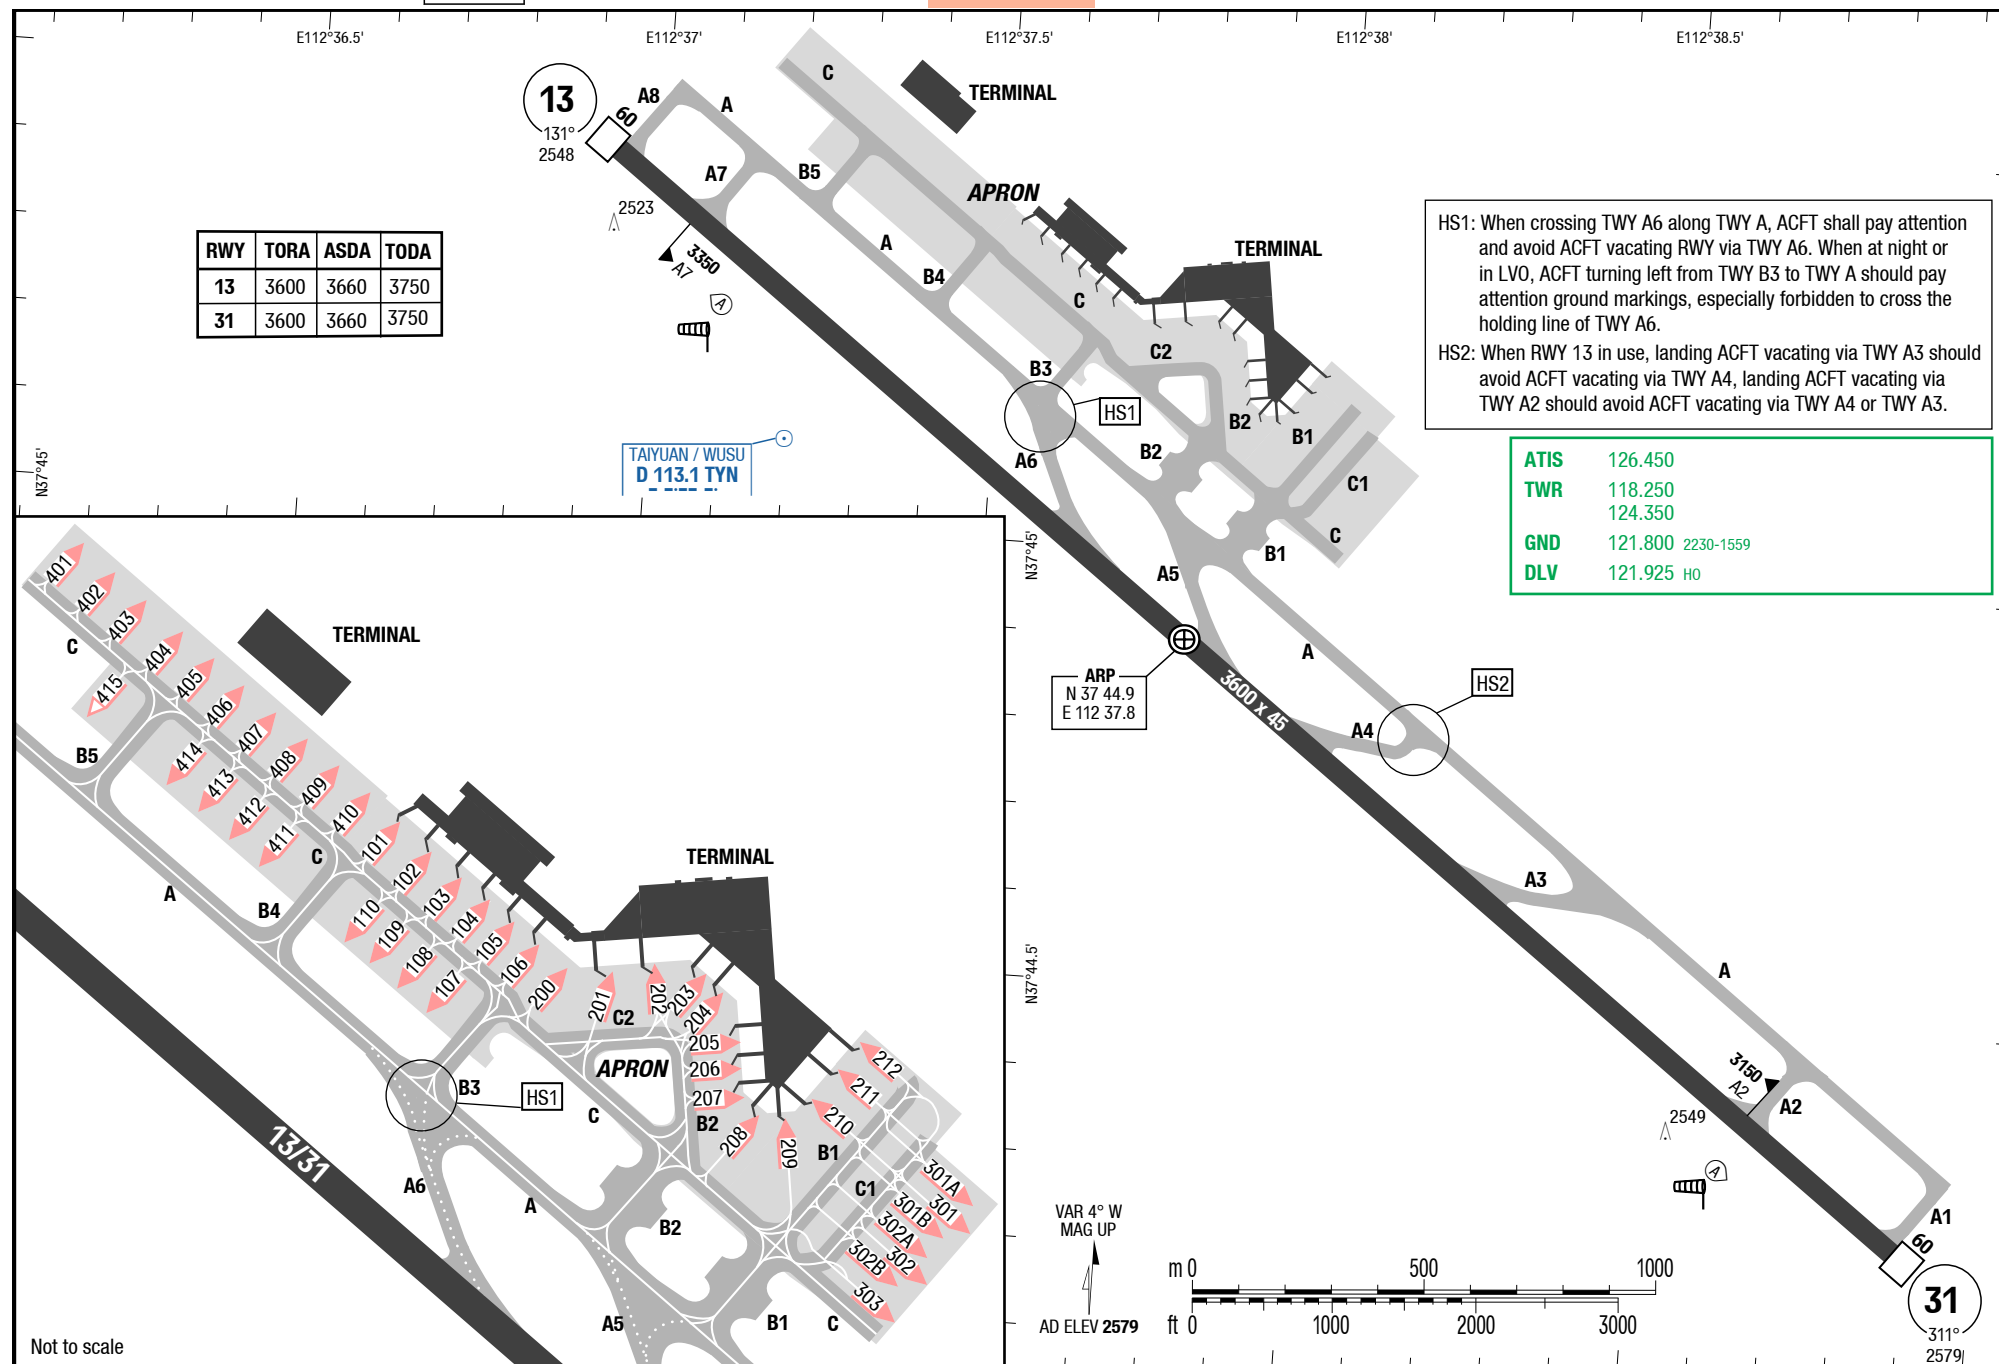 E112°36.5'
E112°37'
E112°37.5'
E112°38'
E112°38.5'
13
131°
2548
60
A8
A
C
TERMINAL
A7
B5
APRON
2523
3350
A7
A
B4
C
TERMINAL
RWY TORA ASDA TODA
13 3600 3660 3750
31 3600 3660 3750
A
HS1: When crossing TWY A6 along TWY A, ACFT shall pay attention
and avoid ACFT vacating RWY via TWY A6. When at night or
in LVO, ACFT turning left from TWY B3 to TWY A should pay
attention ground markings, especially forbidden to cross the
holding line of TWY A6.
HS2: When RWY 13 in use, landing ACFT vacating via TWY A3 should
avoid ACFT vacating via TWY A4, landing ACFT vacating via
TWY A2 should avoid ACFT vacating via TWY A4 or TWY A3.
C2
B3
HS1
B2
B1
B2
A6
C1
C
B1
A5
TAIYUAN / WUSU
D 113.1 TYN
N37°45'
N37°45'
ATIS 126.450
TWR 118.250
124.350
GND 121.800 2230-1559
DLV 121.925 HO
ARP
N 37 44.9
E 112 37.8
3600 x 45
A
HS2
A4
A3
A
N37°44.5'
3150
A2
A2
2549
A
A1
60
31
311°
2579
VAR 4° W
MAG UP
AD ELEV 2579
m 0 500 1000
ft 0 1000 2000 3000
401
402
403
404
405
406
407
408
409
410
C
415
TERMINAL
B5
414
413
412
411
C
101
102
103
104
105
106
200
A
B4
110
109
108
107
TERMINAL
201
202
203
204
C2
205
206
207
APRON
208
209
210
211
212
B3
HS1
C
B2
B1
C1
301A
301
301B
302A
302
302B
303
13/31
A6
A
B2
A5
B1
C
Not to scale